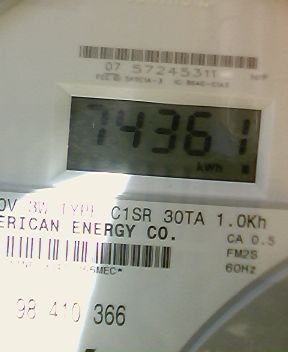 07 57245311
74361
kWh
3W TYPE C1SR 30TA 1.0Kh
ERICAN ENERGY CO.
CA 0.5
FM2S
60Hz
98 410 366